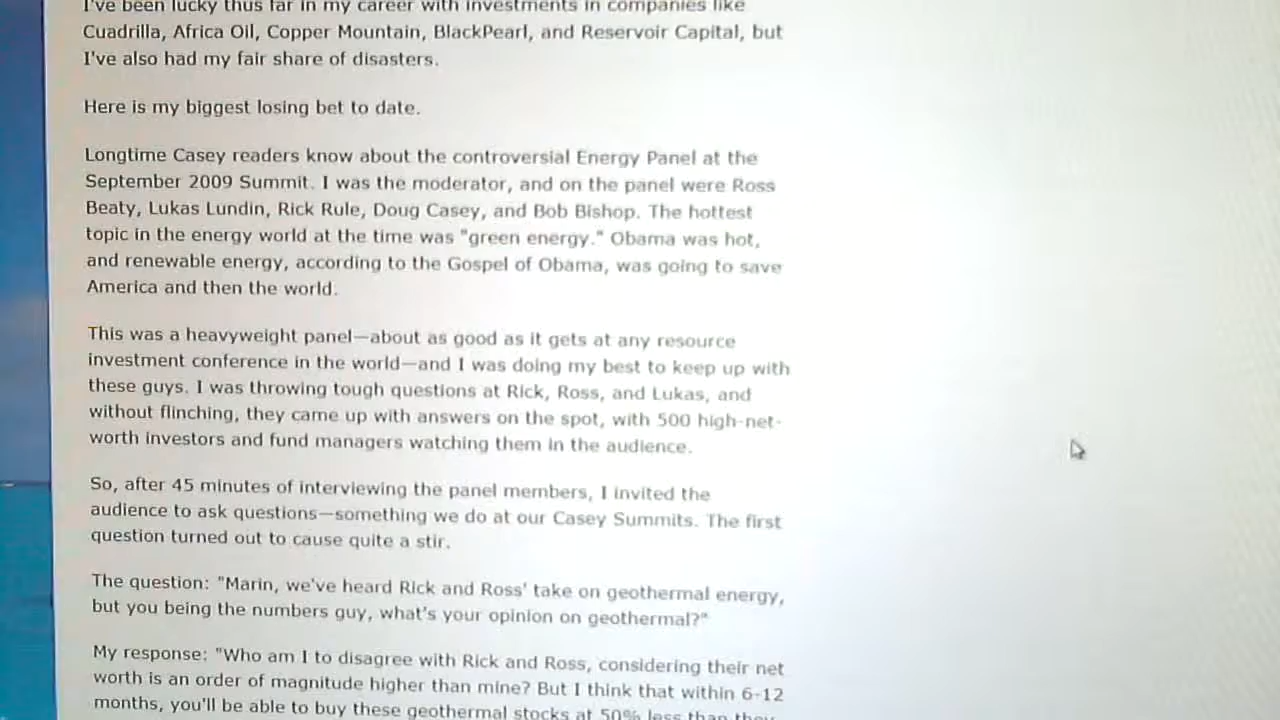 I've been lucky thus far in my career with investments in companies like
Cuadrilla, Africa Oil, Copper Mountain, BlackPearl, and Reservoir Capital, but
I've also had my fair share of disasters.
Here is my biggest losing bet to date.
Longtime Casey readers know about the controversial Energy Panel at the
September 2009 Summit. I was the moderator, and on the panel were Ross
Beaty, Lukas Lundin, Rick Rule, Doug Casey, and Bob Bishop. The hottest
topic in the energy world at the time was "green energy." Obama was hot,
and renewable energy, according to the Gospel of Obama, was going to save
America and then the world.
This was a heavyweight panel—about as good as it gets at any resource
investment conference in the world—and I was doing my best to keep up with
these guys. I was throwing tough questions at Rick, Ross, and Lukas, and
without flinching, they came up with answers on the spot, with 500 high-net-
worth investors and fund managers watching them in the audience.
So, after 45 minutes of interviewing the panel members, I invited the
audience to ask questions—something we do at our Casey Summits. The first
question turned out to cause quite a stir.
The question: "Marin, we've heard Rick and Ross' take on geothermal energy,
but you being the numbers guy, what's your opinion on geothermal?"
My response: "Who am I to disagree with Rick and Ross, considering their net
worth is an order of magnitude higher than mine? But I think that within 6-12
months, you'll be able to buy these geothermal stocks at 50% less than they